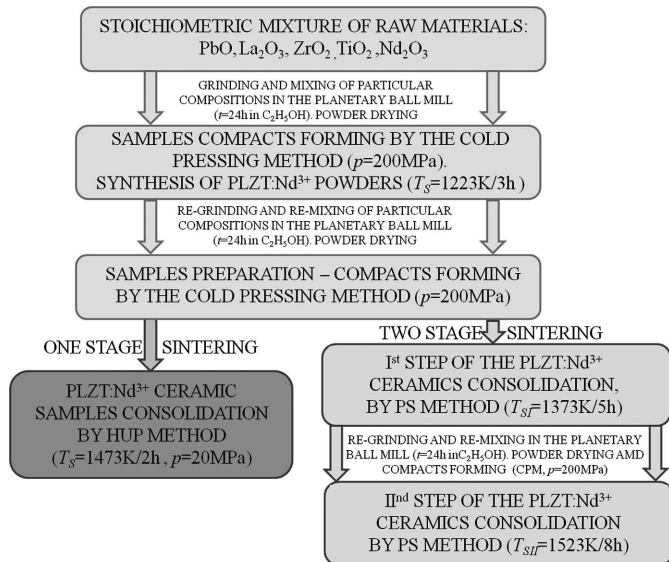 STOICHIOMETRIC MIXTURE OF RAW MATERIALS:
PbO, La₂O₃, ZrO₂, TiO₂, Nd₂O₃
GRINDING AND MIXING OF PARTICULAR
COMPOSITIONS IN THE PLANETARY BALL MILL
(t=24h in C₂H₅OH). POWDER DRYING
SAMPLES COMPACTS FORMING BY THE COLD
PRESSING METHOD (p=200MPa).
SYNTHESIS OF PLZT:Nd³⁺ POWDERS (T_S=1223K/3h)
RE-GRINDING AND RE-MIXING OF PARTICULAR
COMPOSITIONS IN THE PLANETARY BALL MILL
(t=24h in C₂H₅OH). POWDER DRYING
SAMPLES PREPARATION – COMPACTS FORMING
BY THE COLD PRESSING METHOD (p=200MPa)
ONE STAGE SINTERING
PLZT:Nd³⁺ CERAMIC
SAMPLES CONSOLIDATION
BY HUP METHOD
(T_S=1473K/2h , p=20MPa)
TWO STAGE SINTERING
Iˢᵗ STEP OF THE PLZT:Nd³⁺
CERAMICS CONSOLIDATION,
BY PS METHOD (T_SI=1373K/5h)
RE-GRINDING AND RE-MIXING IN THE PLANETARY
BALL MILL (t=24h inC₂H₅OH). POWDER DRYING AMD
COMPACTS FORMING (CPM, p=200MPa)
IIⁿᵈ STEP OF THE PLZT:Nd³⁺
CERAMICS CONSOLIDATION
BY PS METHOD (T_SII=1523K/8h)